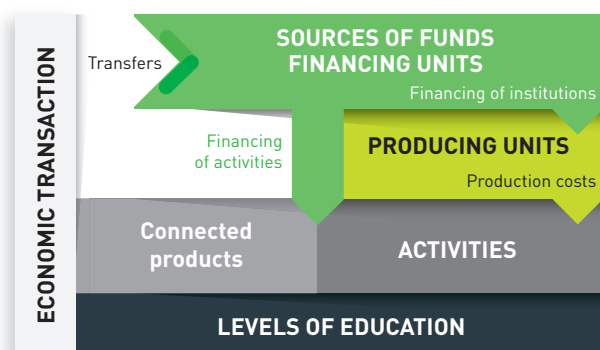 ECONOMIC TRANSACTION
Transfers
SOURCES OF FUNDS
FINANCING UNITS
Financing of institutions
Financing
of activities
PRODUCING UNITS
Production costs
Connected
products
ACTIVITIES
LEVELS OF EDUCATION